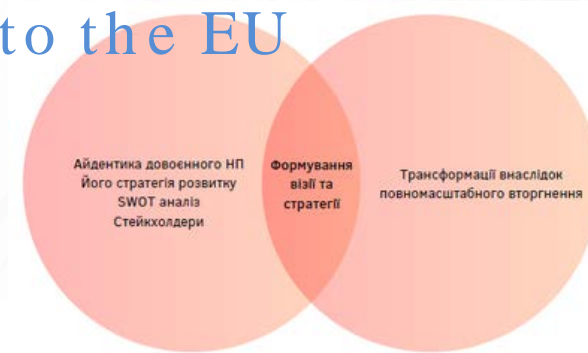 to the EU
Айдентика довоєнного НП
Його стратегія розвитку
SWOT аналіз
Стейкхолдери
Формування
візії та
стратегії
Трансформації внаслідок
повномасштабного вторгнення